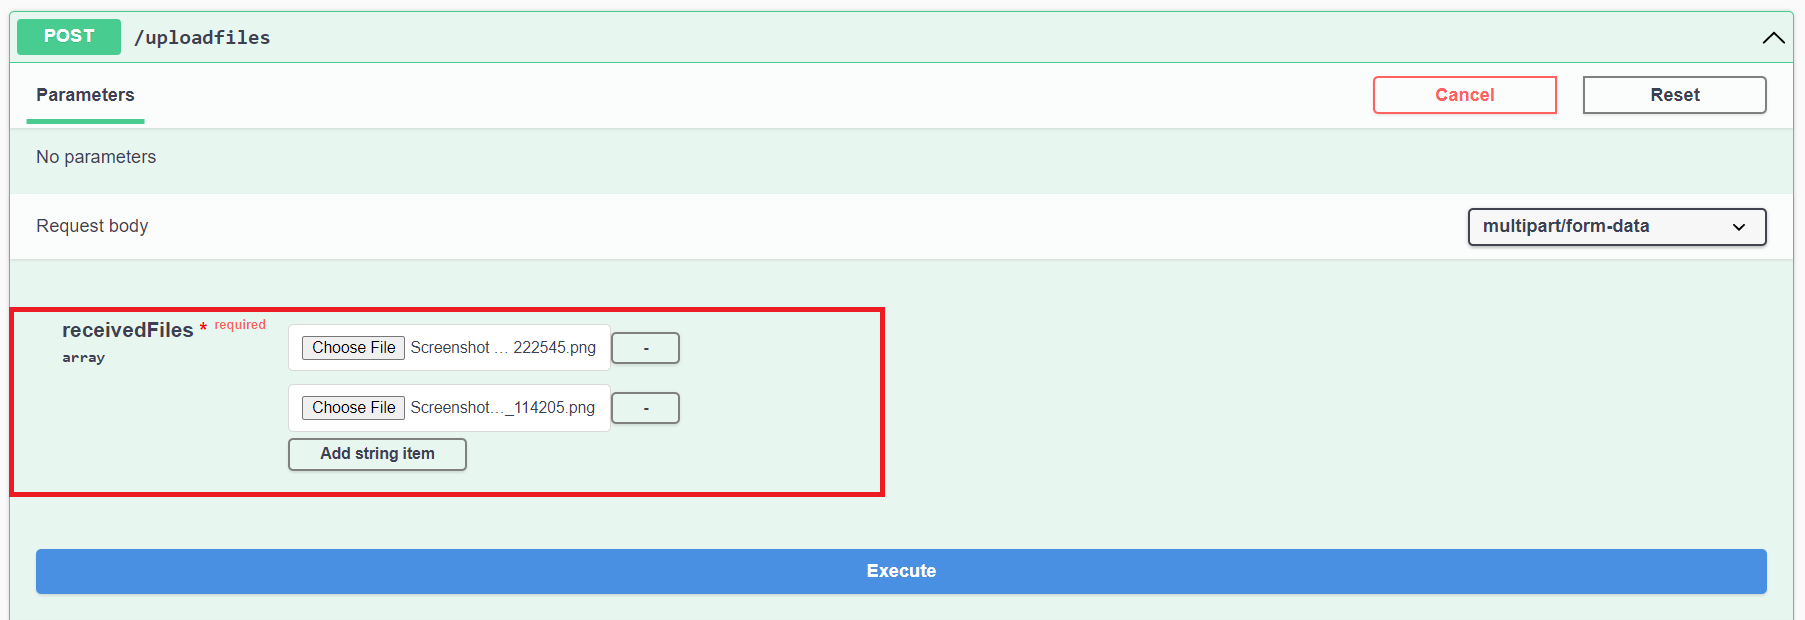 POST /uploadfiles
Parameters
Cancel
Reset
No parameters
Request body
multipart/form-data
receivedFiles * required
array
Choose File Screenshot ... 222545.png -
Choose File Screenshot..._114205.png -
Add string item
Execute